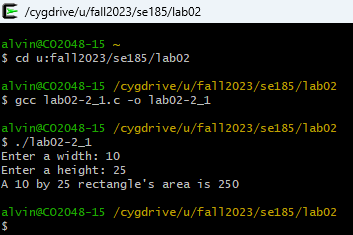 /cygdrive/u/fall2023/se185/lab02
alvin@CO2048-15 ~
$ cd u:fall2023/se185/lab02
alvin@CO2048-15 /cygdrive/u/fall2023/se185/lab02
$ gcc lab02-2_1.c -o lab02-2_1
alvin@CO2048-15 /cygdrive/u/fall2023/se185/lab02
$ ./lab02-2_1
Enter a width: 10
Enter a height: 25
A 10 by 25 rectangle's area is 250
alvin@CO2048-15 /cygdrive/u/fall2023/se185/lab02
$